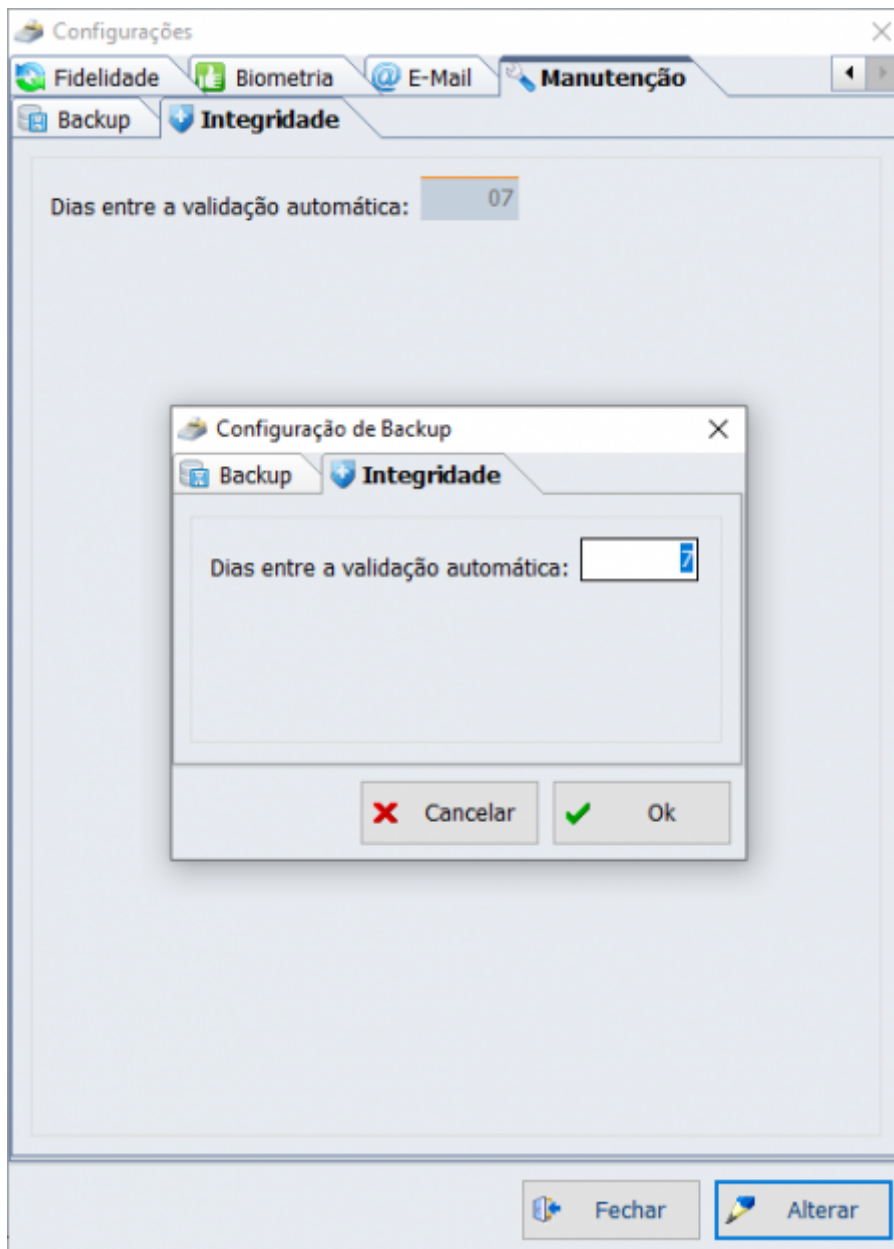 Configurações
Fidelidade Biometria E-Mail Manutenção
Backup Integridade
Dias entre a validação automática: 07
Configuração de Backup
Backup Integridade
Dias entre a validação automática: 7
Cancelar Ok
Fechar Alterar